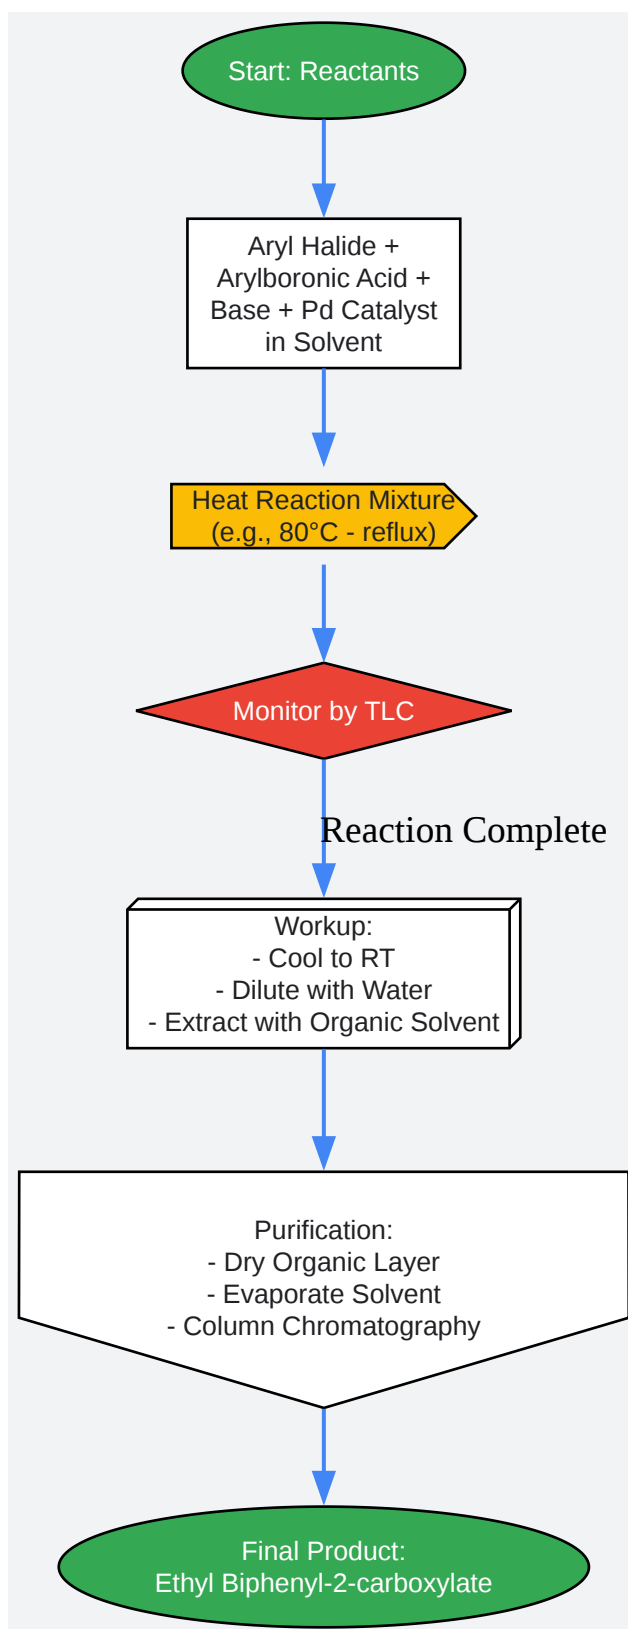 Start: Reactants
Aryl Halide +
Arylboronic Acid +
Base + Pd Catalyst
in Solvent
Heat Reaction Mixture
(e.g., 80°C - reflux)
Monitor by TLC
Reaction Complete
Workup:
- Cool to RT
- Dilute with Water
- Extract with Organic Solvent
Purification:
- Dry Organic Layer
- Evaporate Solvent
- Column Chromatography
Final Product:
Ethyl Biphenyl-2-carboxylate